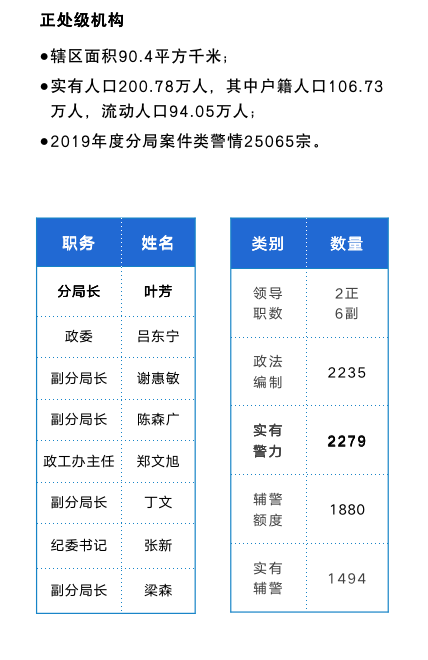 正处级机构
●辖区面积90.4平方千米；
●实有人口200.78万人，其中户籍人口106.73
万人，流动人口94.05万人；
●2019年度分局案件类警情25065宗。
职务 姓名
分局长 叶芳
政委 吕东宁
副分局长 谢惠敏
副分局长 陈森广
政工办主任 郑文旭
副分局长 丁文
纪委书记 张新
副分局长 梁森
类别 数量
领导 2正
职数 6副
政法
编制 2235
实有
警力 2279
辅警
额度 1880
实有
辅警 1494